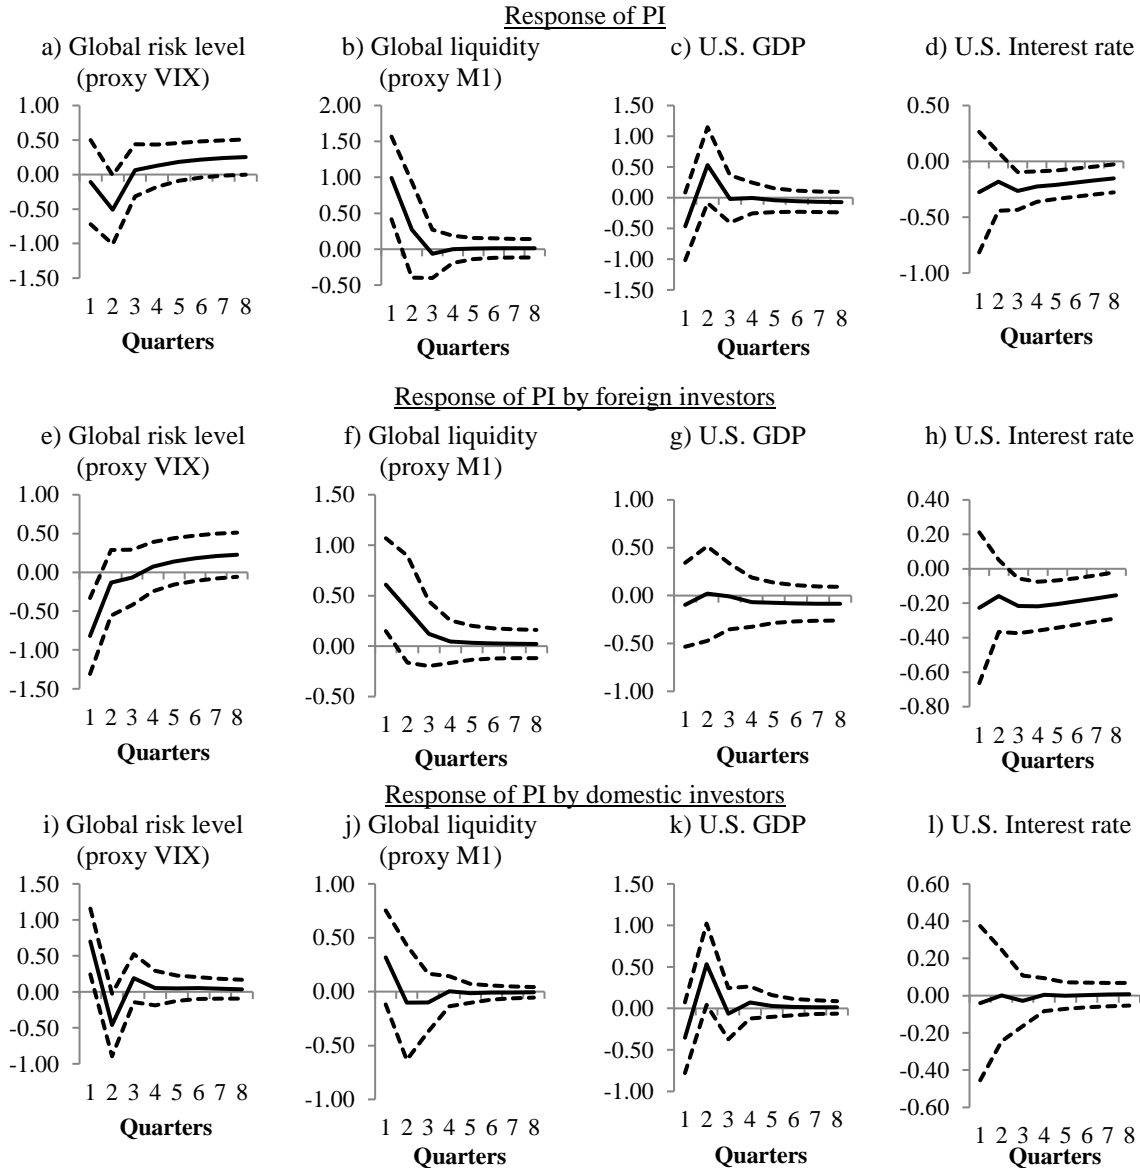 Response of PI
a) Global risk level
(proxy VIX)
b) Global liquidity
(proxy M1)
c) U.S. GDP
d) U.S. Interest rate
1.00
0.50
0.00
-0.50
-1.00
-1.50
1 2 3 4 5 6 7 8
Quarters
2.00
1.50
1.00
0.50
0.00
-0.50
1 2 3 4 5 6 7 8
Quarters
1.50
1.00
0.50
0.00
-0.50
-1.00
-1.50
1 2 3 4 5 6 7 8
Quarters
0.50
0.00
-0.50
-1.00
1 2 3 4 5 6 7 8
Quarters
Response of PI by foreign investors
e) Global risk level
(proxy VIX)
f) Global liquidity
(proxy M1)
g) U.S. GDP
h) U.S. Interest rate
1.00
0.50
0.00
-0.50
-1.00
-1.50
1 2 3 4 5 6 7 8
Quarters
1.50
1.00
0.50
0.00
-0.50
1 2 3 4 5 6 7 8
Quarters
1.00
0.50
0.00
-0.50
-1.00
1 2 3 4 5 6 7 8
Quarters
0.40
0.20
0.00
-0.20
-0.40
-0.60
-0.80
1 2 3 4 5 6 7 8
Quarters
Response of PI by domestic investors
i) Global risk level
(proxy VIX)
j) Global liquidity
(proxy M1)
k) U.S. GDP
l) U.S. Interest rate
1.50
1.00
0.50
0.00
-0.50
-1.00
1 2 3 4 5 6 7 8
Quarters
1.00
0.50
0.00
-0.50
-1.00
1 2 3 4 5 6 7 8
Quarters
1.50
1.00
0.50
0.00
-0.50
-1.00
1 2 3 4 5 6 7 8
Quarters
0.60
0.40
0.20
0.00
-0.20
-0.40
-0.60
1 2 3 4 5 6 7 8
Quarters